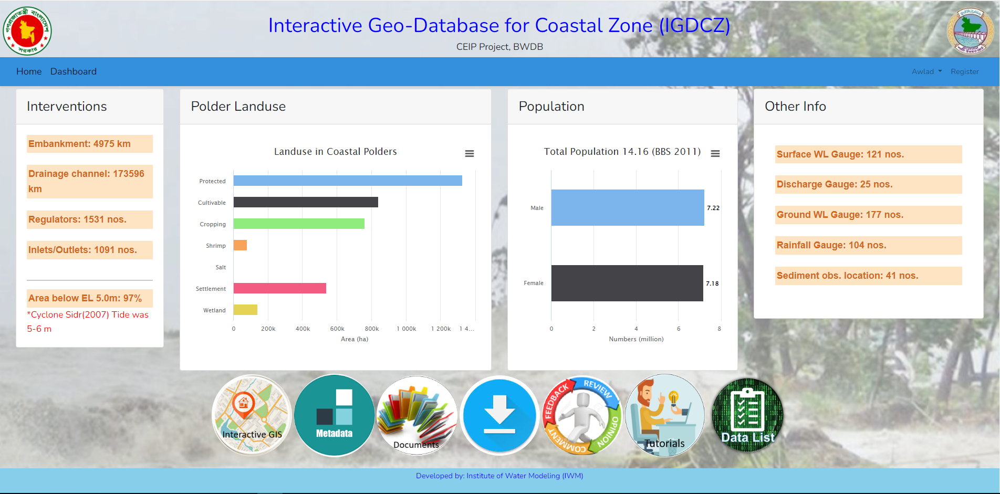 গণপ্রজাতন্ত্রী বাংলাদেশ
সরকার
Interactive Geo-Database for Coastal Zone (IGDCZ)
CEIP Project, BWDB
Home Dashboard
Awlad Register
Interventions
Embankment: 4975 km
Drainage channel: 173596
km
Regulators: 1531 nos.
Inlets/Outlets: 1091 nos.
Area below EL 5.0m: 97%
*Cyclone Sidr(2007) Tide was
5-6 m
Polder Landuse
Landuse in Coastal Polders
Protected
Cultivable
Cropping
Shrimp
Salt
Settlement
Wetland
0 200k 400k 600k 800k 1 000k 1 200k 1 4...
Area (ha)
Population
Total Population 14.16 (BBS 2011)
Male 7.22
Female 7.18
0 2 4 6 8
Numbers (million)
Other Info
Surface WL Gauge: 121 nos.
Discharge Gauge: 25 nos.
Ground WL Gauge: 177 nos.
Rainfall Gauge: 104 nos.
Sediment obs. location: 41 nos.
Interactive GIS
Metadata
Documents
FEEDBACK
REVIEW
OPINION
COMMENT
Tutorials
Data List
Developed by: Institute of Water Modeling (IWM)